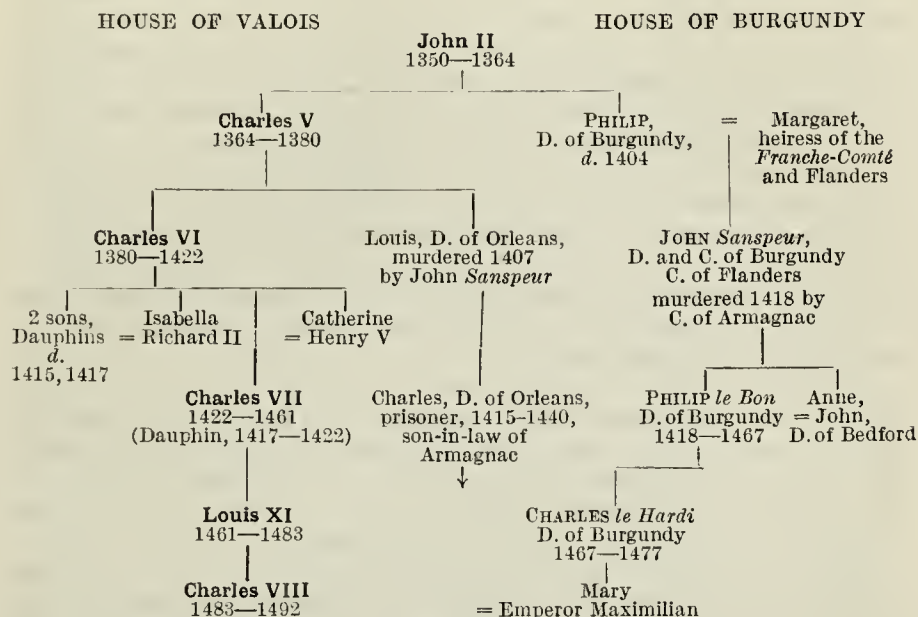 HOUSE OF VALOIS
HOUSE OF BURGUNDY
John II
1350—1364
Charles V
1364—1380
PHILIP,
D. of Burgundy,
d. 1404
=
Margaret,
heiress of the
Franche-Comté
and Flanders
Charles VI
1380—1422
Louis, D. of Orleans,
murdered 1407
by John Sanspeur
JOHN Sanspeur,
D. and C. of Burgundy
C. of Flanders
murdered 1418 by
C. of Armagnac
2 sons,
Dauphins
d.
1415, 1417
Isabella
= Richard II
Catherine
= Henry V
Charles VII
1422—1461
(Dauphin, 1417—1422)
Charles, D. of Orleans,
prisoner, 1415-1440,
son-in-law of
Armagnac
PHILIP le Bon
D. of Burgundy
1418—1467
Anne,
= John,
D. of Bedford
Louis XI
1461—1483
CHARLES le Hardi
D. of Burgundy
1467—1477
Charles VIII
1483—1492
Mary
= Emperor Maximilian